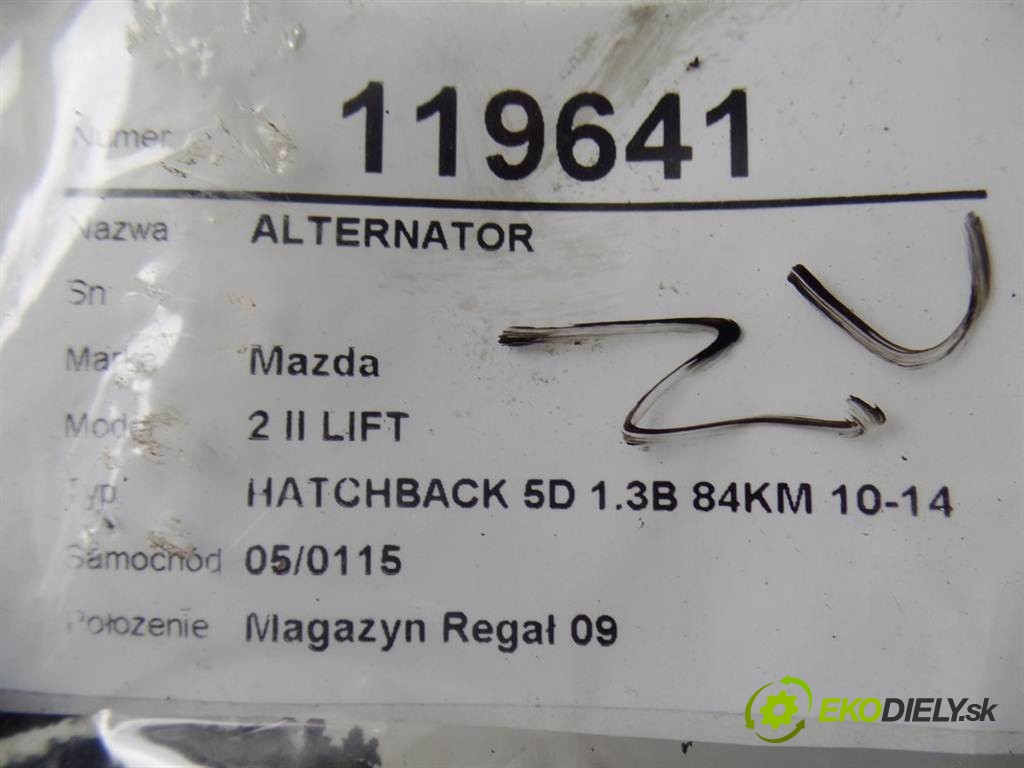 Numer 119641
Nazwa ALTERNATOR
Sn
Marka Mazda
Model 2 II LIFT
Typ HATCHBACK 5D 1.3B 84KM 10-14
Samochód 05/0115
Położenie Magazyn Regał 09
EKODIELY.sk